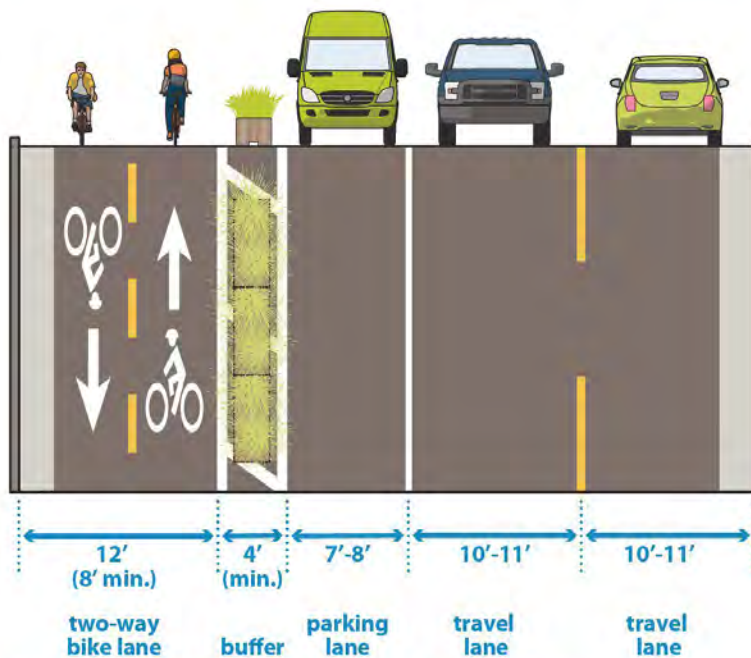 12' 4' 7'-8' 10'-11' 10'-11'
(8' min.) (min.)
two-way parking travel travel
bike lane buffer lane lane lane